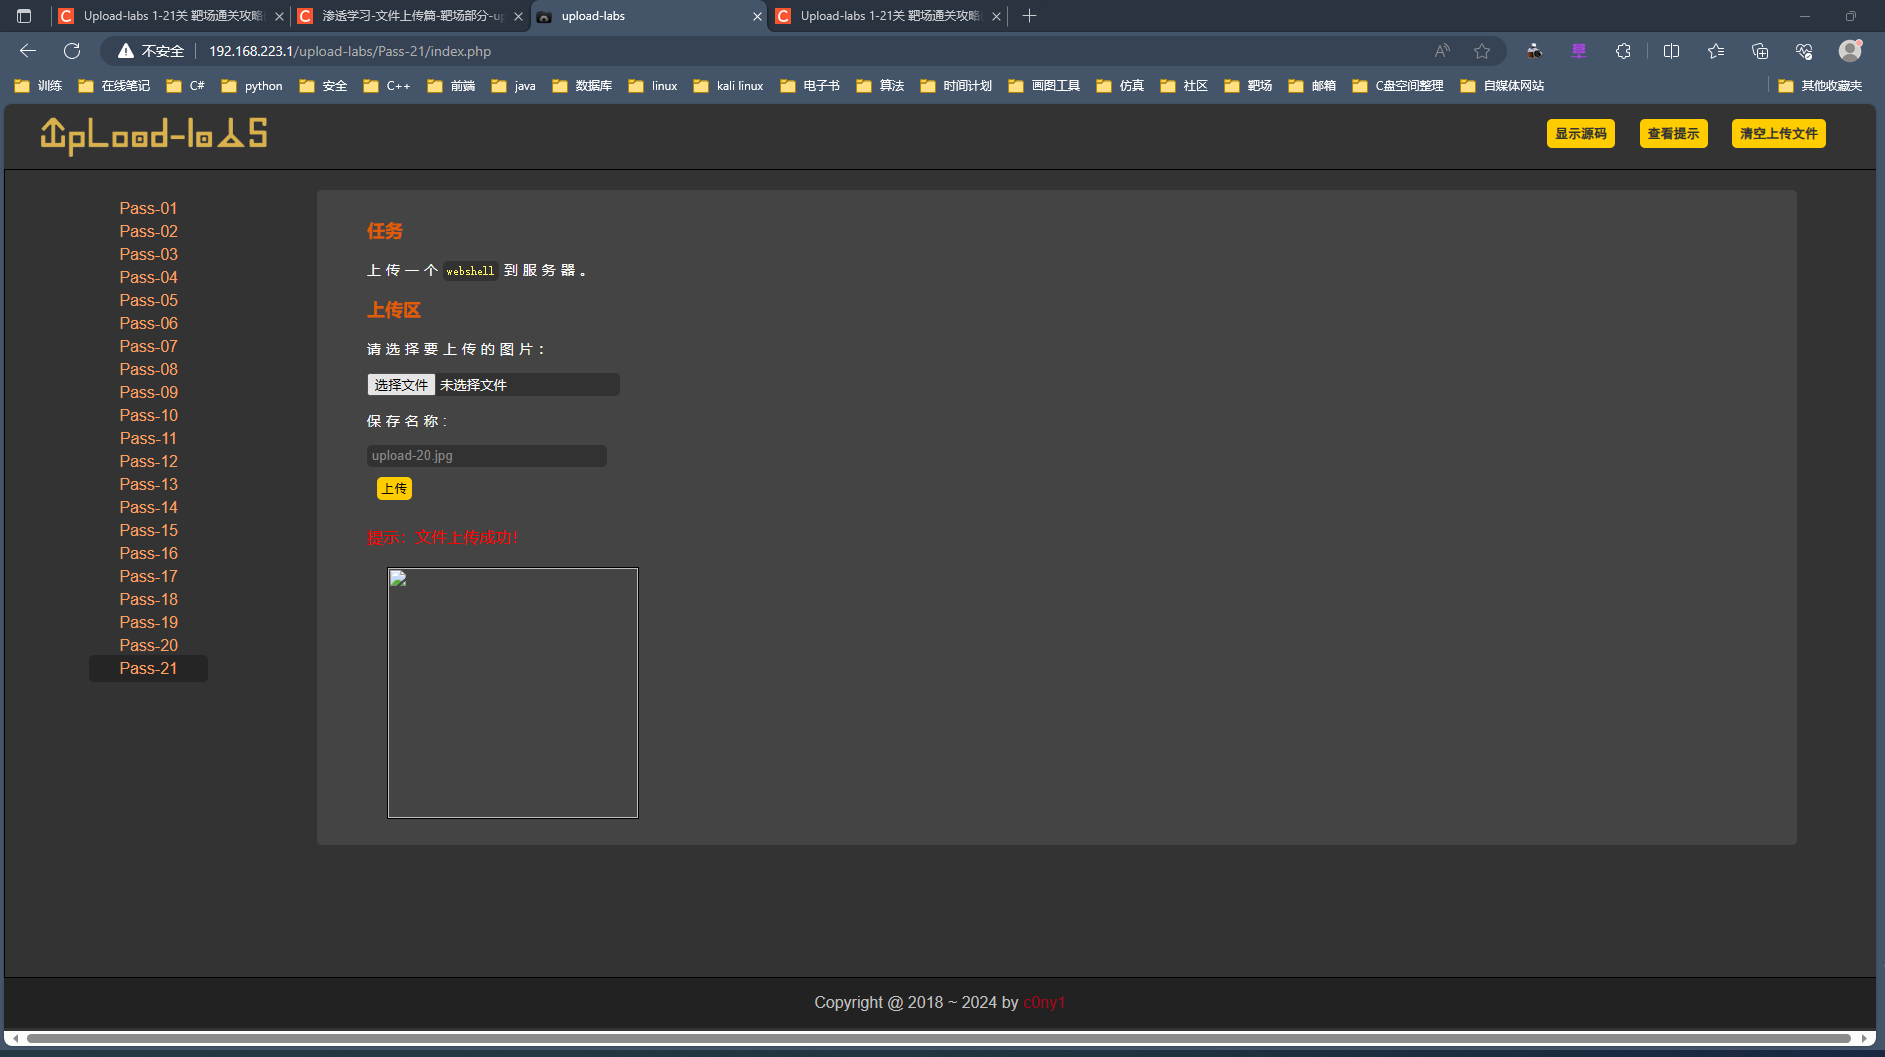 Upload-labs 1-21关 靶场通关攻略
渗透学习-文件上传篇-靶场部分-up
upload-labs
Upload-labs 1-21关 靶场通关攻略
不安全
192.168.223.1/upload-labs/Pass-21/index.php
训练
在线笔记
C#
python
安全
C++
前端
java
数据库
linux
kali linux
电子书
算法
时间计划
画图工具
仿真
社区
靶场
邮箱
C盘空间整理
自媒体网站
其他收藏夹
UpLoad-labs
显示源码
查看提示
清空上传文件
Pass-01
Pass-02
Pass-03
Pass-04
Pass-05
Pass-06
Pass-07
Pass-08
Pass-09
Pass-10
Pass-11
Pass-12
Pass-13
Pass-14
Pass-15
Pass-16
Pass-17
Pass-18
Pass-19
Pass-20
Pass-21
任务
上传一个 webshell 到服务器。
上传区
请选择要上传的图片：
选择文件 未选择文件
保存名称:
upload-20.jpg
上传
提示：文件上传成功！
Copyright @ 2018 ~ 2024 by c0ny1